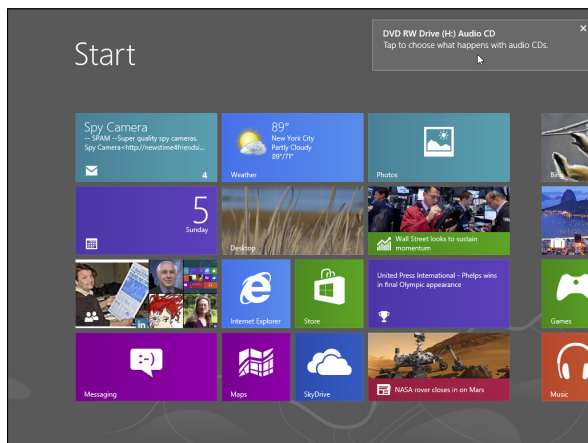 Start
DVD RW Drive (H:) Audio CD
Tap to choose what happens with audio CDs.
Spy Camera
-- SPAM --Super quality spy cameras.
Spy Camera<http://newstime4friendsi...
4
89°
New York City
Partly Cloudy
89°/71°
Weather
Photos
Bing
5
Sunday
Desktop
Wall Street looks to sustain
momentum
in
Internet Explorer
Store
United Press International - Phelps wins
in final Olympic appearance
Games
:-)
Messaging
Maps
SkyDrive
NASA rover closes in on Mars
Music